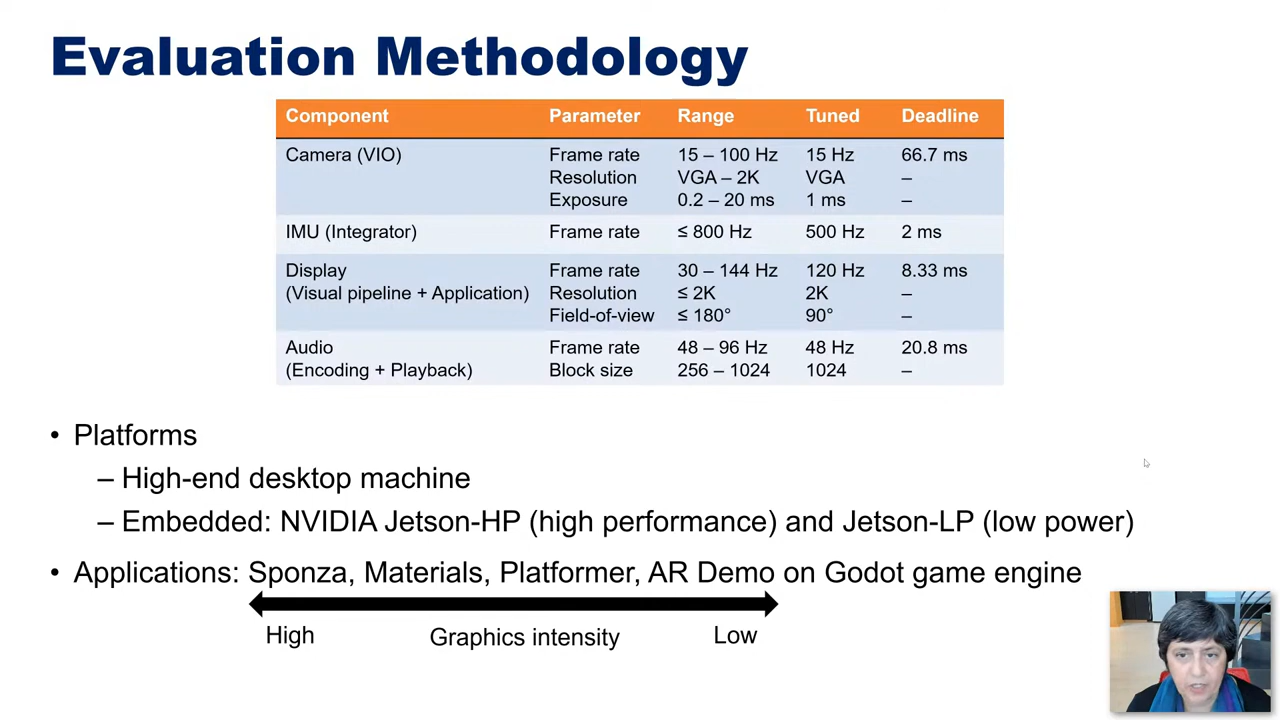 Evaluation Methodology
Component Parameter Range Tuned Deadline
Camera (VIO) Frame rate 15 – 100 Hz 15 Hz 66.7 ms
Resolution VGA – 2K VGA –
Exposure 0.2 – 20 ms 1 ms –
IMU (Integrator) Frame rate ≤ 800 Hz 500 Hz 2 ms
Display Frame rate 30 – 144 Hz 120 Hz 8.33 ms
(Visual pipeline + Application) Resolution ≤ 2K 2K –
Field-of-view ≤ 180° 90° –
Audio Frame rate 48 – 96 Hz 48 Hz 20.8 ms
(Encoding + Playback) Block size 256 – 1024 1024 –
• Platforms
– High-end desktop machine
– Embedded: NVIDIA Jetson-HP (high performance) and Jetson-LP (low power)
• Applications: Sponza, Materials, Platformer, AR Demo on Godot game engine
High Graphics intensity Low